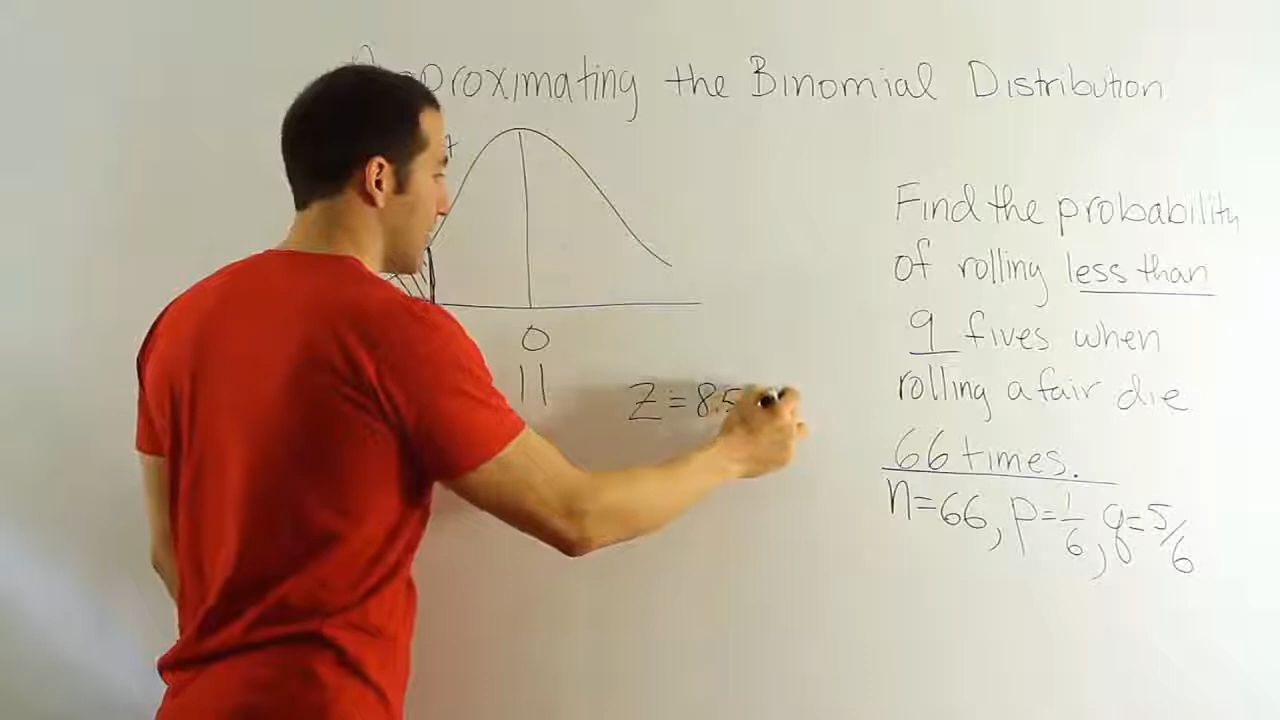 Approximating the Binomial Distribution
Find the probability
of rolling less than
9 fives when
rolling a fair die
66 times.
n=66, p=1/6, q=5/6
0
11
Z=8.5